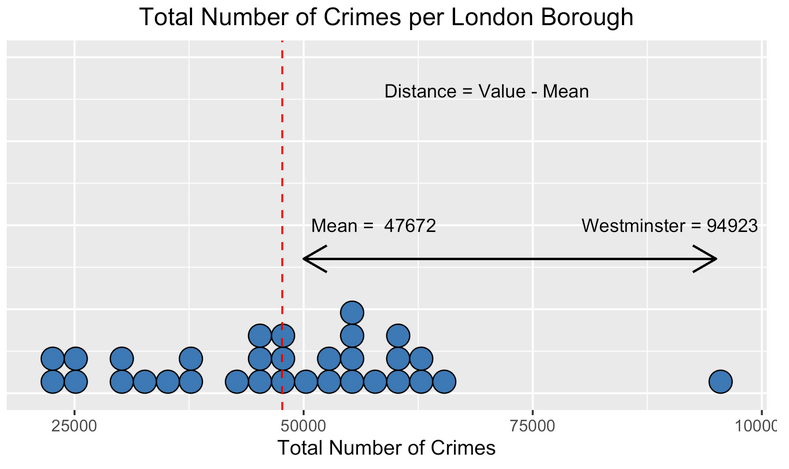 Total Number of Crimes per London Borough
Distance = Value - Mean
Mean =  47672
Westminster = 94923
25000
50000
75000
10000
Total Number of Crimes